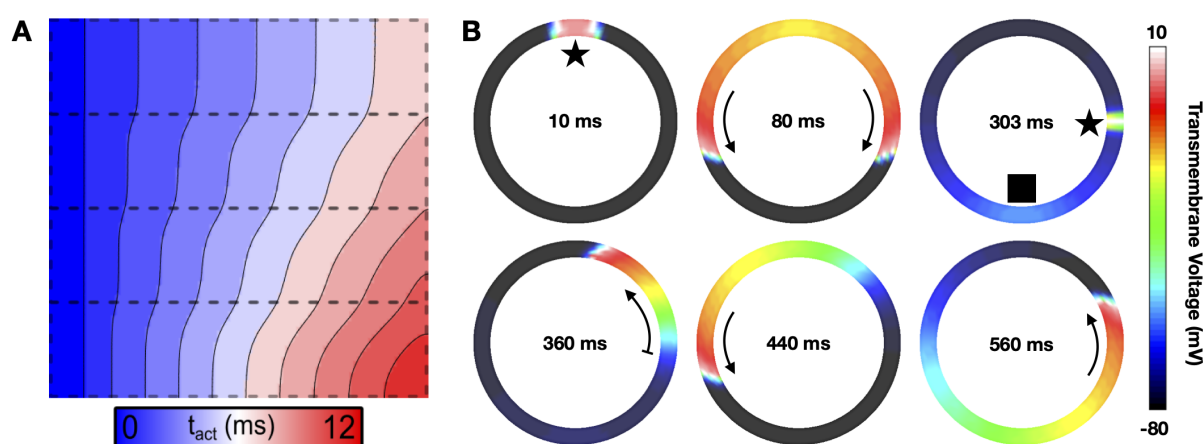 A
B
10 ms
80 ms
303 ms
360 ms
440 ms
560 ms
0 t_act (ms) 12
10
Transmembrane Voltage (mV)
-80